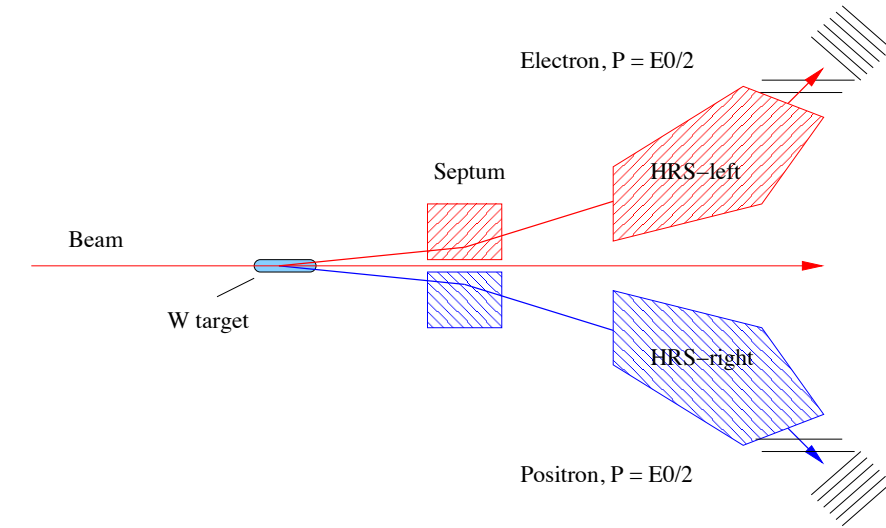 Electron, P = E0/2
HRS−left
Septum
Beam
W target
HRS−right
Positron, P = E0/2